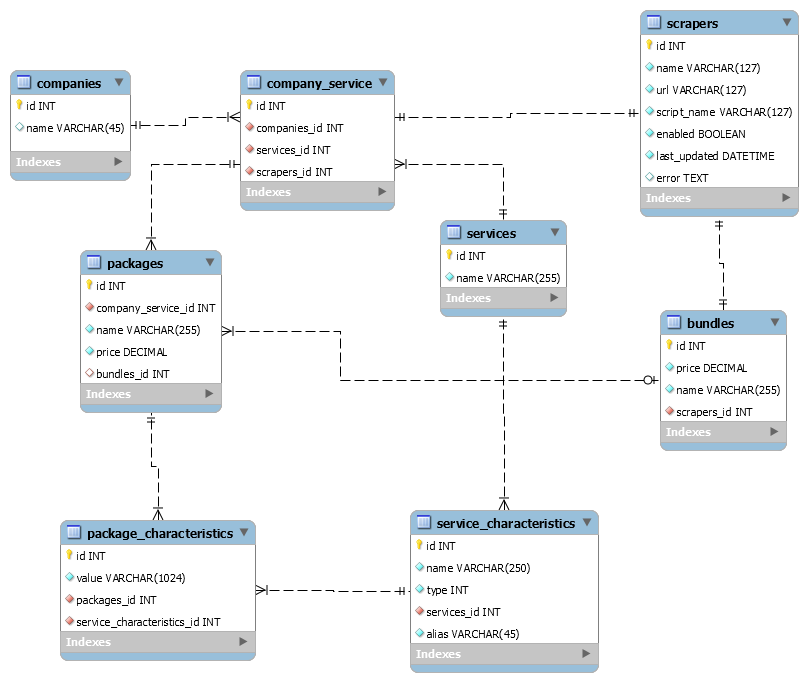 companies
id INT
name VARCHAR(45)
Indexes
company_service
id INT
companies_id INT
services_id INT
scrapers_id INT
Indexes
scrapers
id INT
name VARCHAR(127)
url VARCHAR(127)
script_name VARCHAR(127)
enabled BOOLEAN
last_updated DATETIME
error TEXT
Indexes
packages
id INT
company_service_id INT
name VARCHAR(255)
price DECIMAL
bundles_id INT
Indexes
services
id INT
name VARCHAR(255)
Indexes
bundles
id INT
price DECIMAL
name VARCHAR(255)
scrapers_id INT
Indexes
package_characteristics
id INT
value VARCHAR(1024)
packages_id INT
service_characteristics_id INT
Indexes
service_characteristics
id INT
name VARCHAR(250)
type INT
services_id INT
alias VARCHAR(45)
Indexes